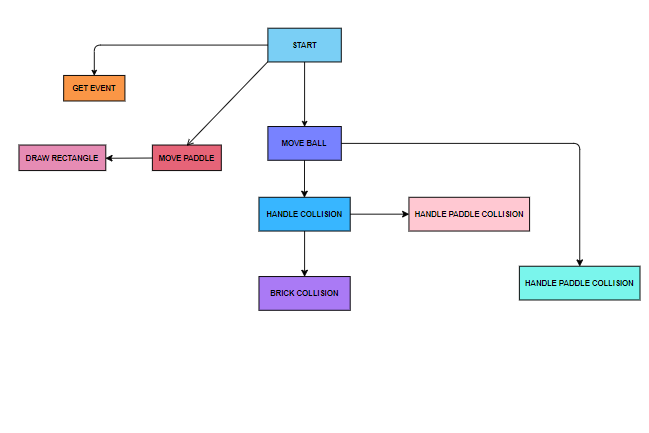 START
GET EVENT
MOVE BALL
DRAW RECTANGLE
MOVE PADDLE
HANDLE COLLISION
HANDLE PADDLE COLLISION
HANDLE PADDLE COLLISION
BRICK COLLISION